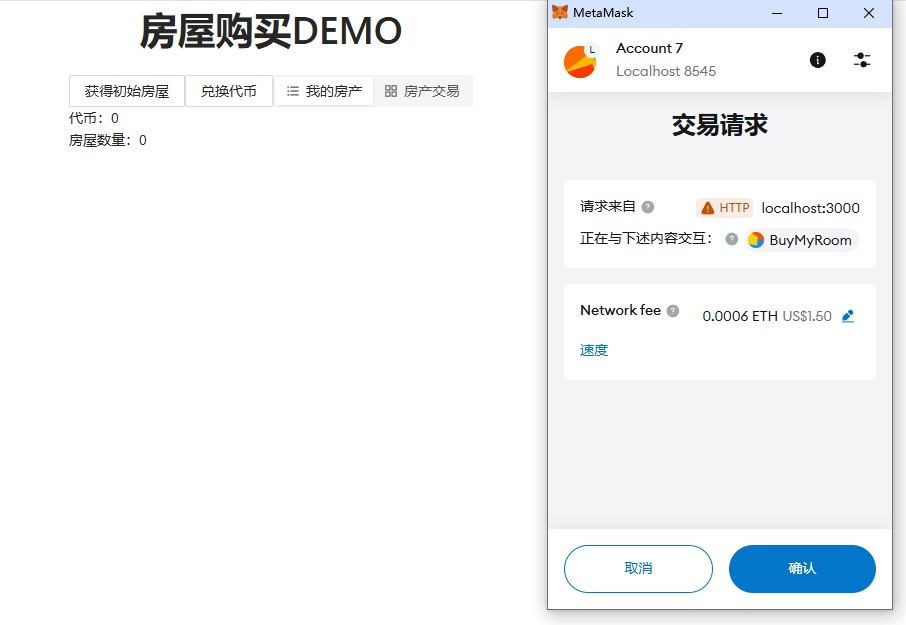 房屋购买DEMO
获得初始房屋 兑换代币 我的房产 房产交易
代币：0
房屋数量：0
MetaMask
L
Account 7
Localhost 8545
交易请求
请求来自 ? HTTP localhost:3000
正在与下述内容交互： ? BuyMyRoom
Network fee ? 0.0006 ETH US$1.50
速度
取消 确认